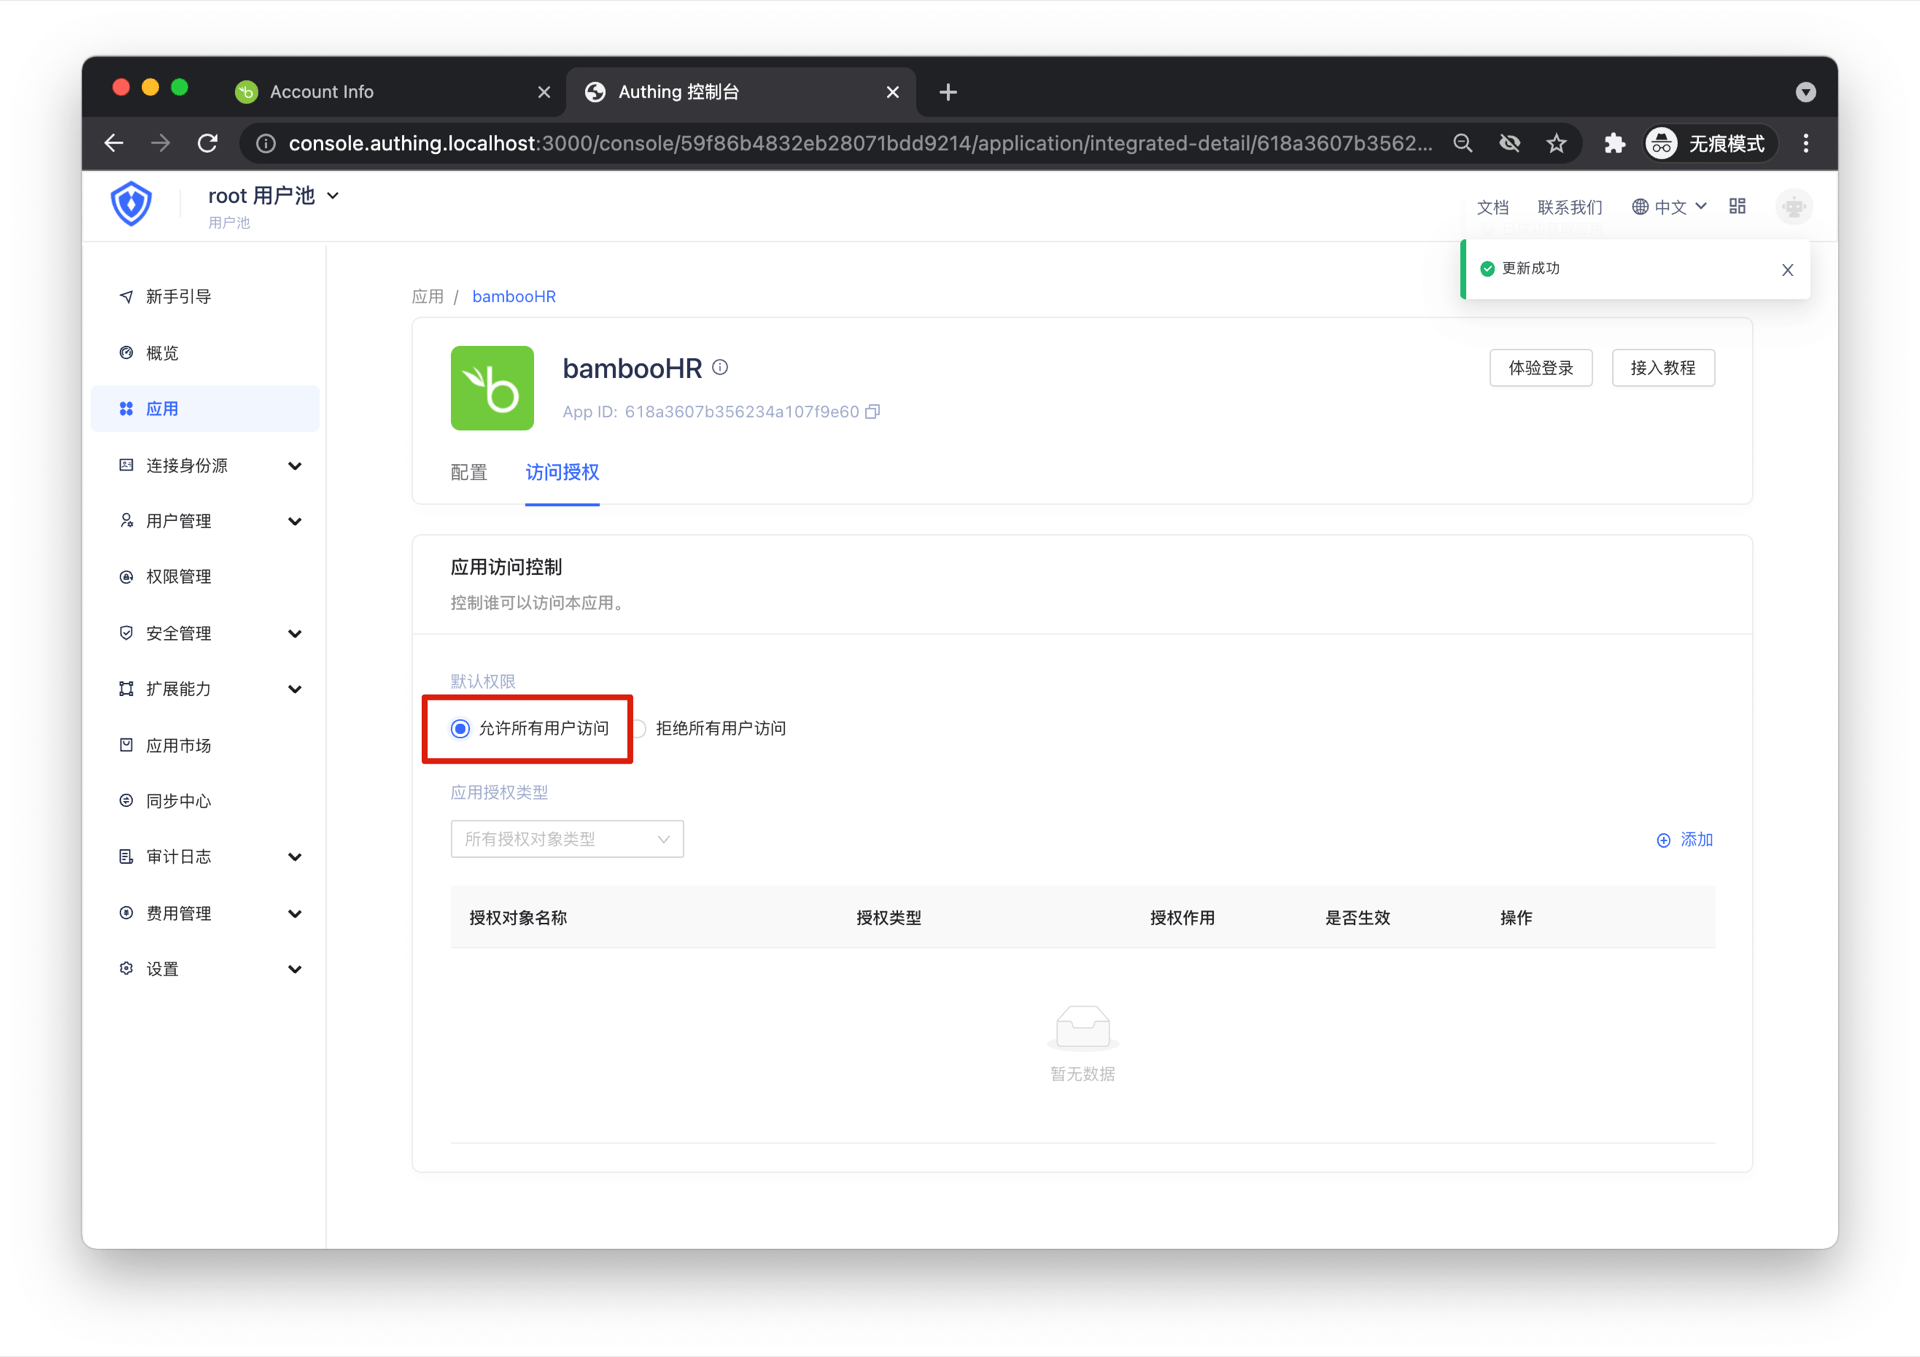 Account Info
Authing 控制台
console.authing.localhost:3000/console/59f86b4832eb28071bdd9214/application/integrated-detail/618a3607b3562...
无痕模式
root 用户池
用户池
文档
联系我们
中文
更新成功
新手引导
概览
应用
连接身份源
用户管理
权限管理
安全管理
扩展能力
应用市场
同步中心
审计日志
费用管理
设置
应用 / bambooHR
bambooHR
App ID: 618a3607b356234a107f9e60
体验登录
接入教程
配置
访问授权
应用访问控制
控制谁可以访问本应用。
默认权限
允许所有用户访问
拒绝所有用户访问
应用授权类型
所有授权对象类型
添加
授权对象名称 授权类型 授权作用 是否生效 操作
暂无数据